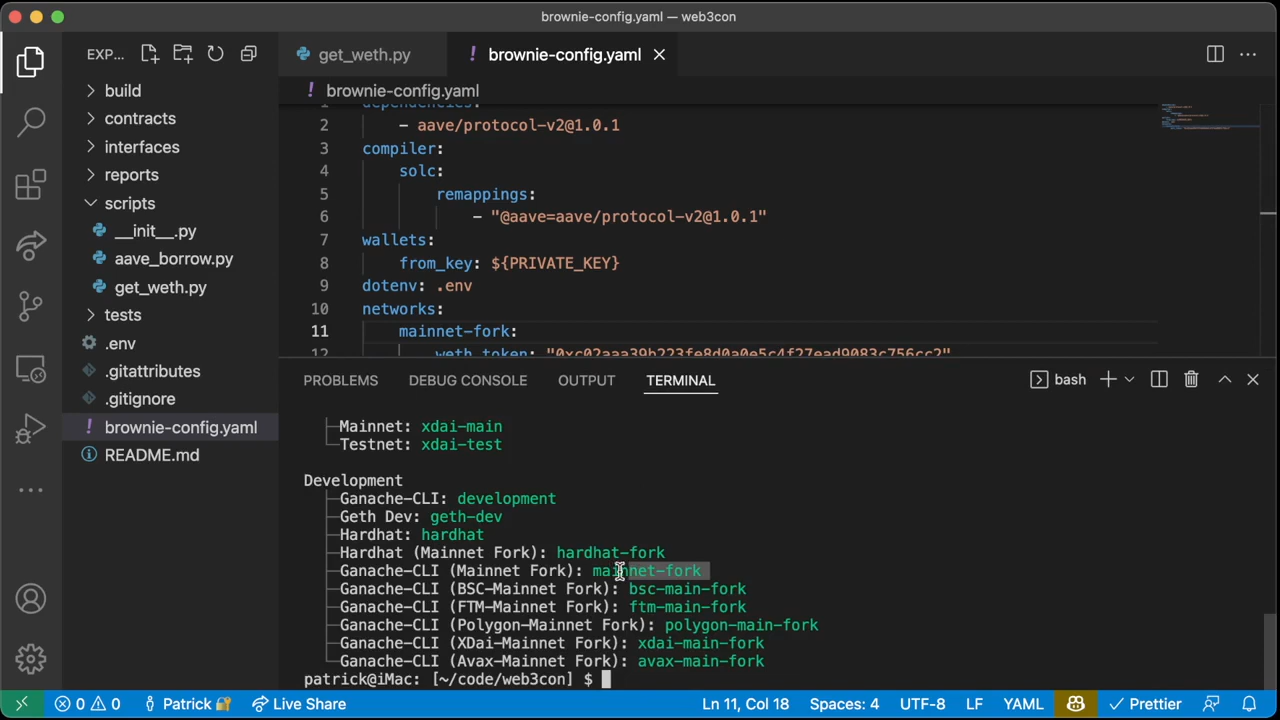 brownie-config.yaml — web3con
EXP...
get_weth.py
! brownie-config.yaml
! brownie-config.yaml
build
contracts
interfaces
reports
scripts
__init__.py
aave_borrow.py
get_weth.py
tests
.env
.gitattributes
.gitignore
! brownie-config.yaml
README.md
1 dependencies:
2 - aave/protocol-v2@1.0.1
3 compiler:
4 solc:
5 remappings:
6 - "@aave=aave/protocol-v2@1.0.1"
7 wallets:
8 from_key: ${PRIVATE_KEY}
9 dotenv: .env
10 networks:
11 mainnet-fork:
12 weth_token: "0xc02aaa39b223fe8d0a0e5c4f27ead9083c756cc2"
PROBLEMS DEBUG CONSOLE OUTPUT TERMINAL bash
├─Mainnet: xdai-main
└─Testnet: xdai-test
Development
├─Ganache-CLI: development
├─Geth Dev: geth-dev
├─Hardhat: hardhat
├─Hardhat (Mainnet Fork): hardhat-fork
├─Ganache-CLI (Mainnet Fork): mainnet-fork
├─Ganache-CLI (BSC-Mainnet Fork): bsc-main-fork
├─Ganache-CLI (FTM-Mainnet Fork): ftm-main-fork
├─Ganache-CLI (Polygon-Mainnet Fork): polygon-main-fork
├─Ganache-CLI (XDai-Mainnet Fork): xdai-main-fork
└─Ganache-CLI (Avax-Mainnet Fork): avax-main-fork
patrick@iMac: [~/code/web3con] $
0 0 Patrick 🔐 Live Share Ln 11, Col 18 Spaces: 4 UTF-8 LF YAML Prettier